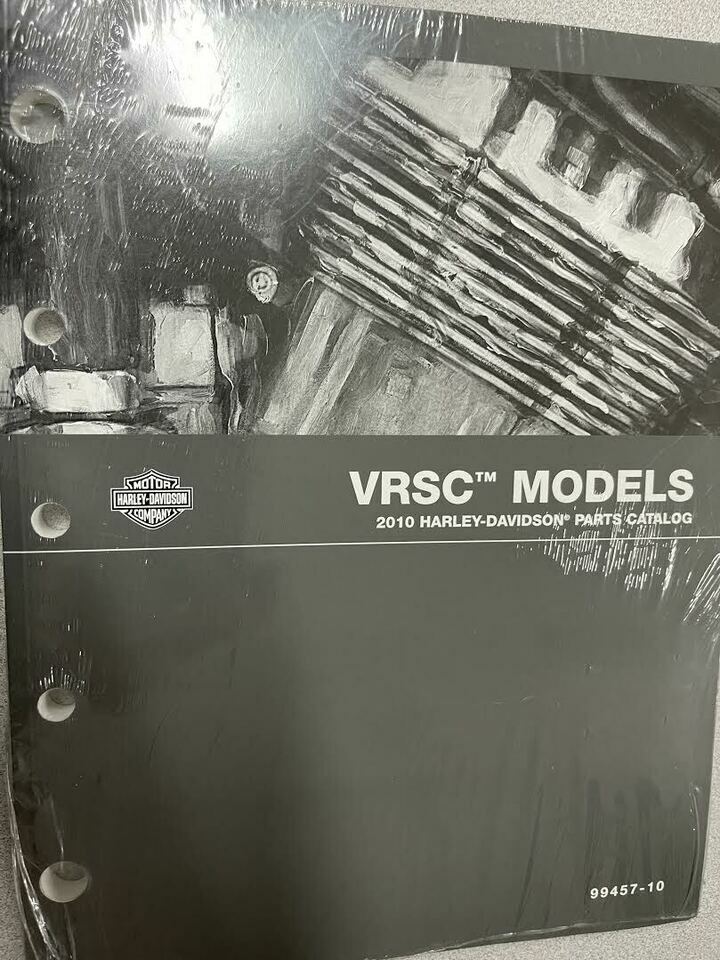 VRSC™ MODELS
2010 HARLEY-DAVIDSON® PARTS CATALOG
MOTOR
HARLEY-DAVIDSON
COMPANY
99457-10